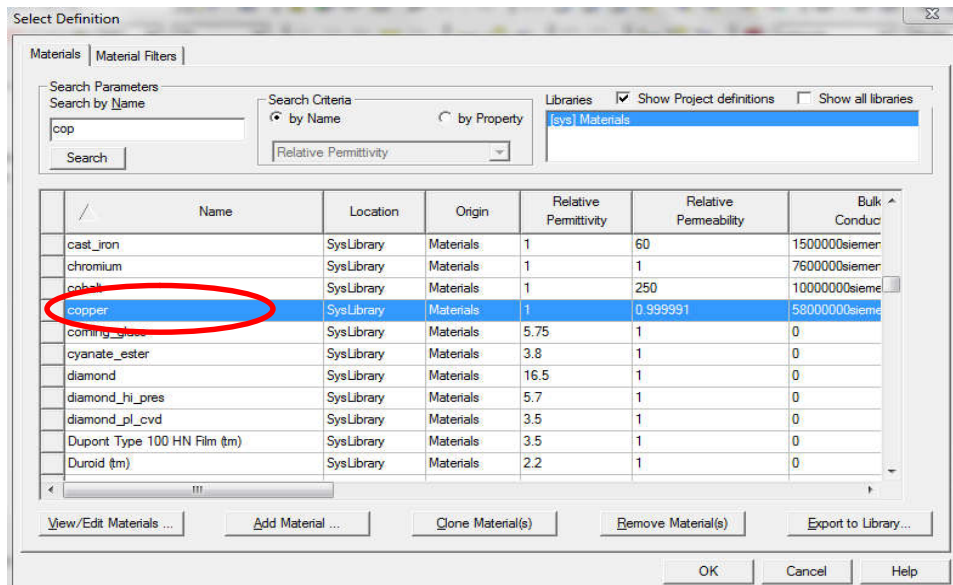 Select Definition
Materials Material Filters
Search Parameters
Search by Name
cop
Search
Search Criteria
by Name by Property
Relative Permittivity
Libraries Show Project definitions Show all libraries
[sys] Materials
Name Location Origin Relative Permittivity Relative Permeability Bulk Conduc
cast_iron SysLibrary Materials 1 60 1500000siemen
chromium SysLibrary Materials 1 1 7600000siemen
cobalt SysLibrary Materials 1 250 10000000sieme
copper SysLibrary Materials 1 0.999991 58000000sieme
corning_glass SysLibrary Materials 5.75 1 0
cyanate_ester SysLibrary Materials 3.8 1 0
diamond SysLibrary Materials 16.5 1 0
diamond_hi_pres SysLibrary Materials 5.7 1 0
diamond_pl_cvd SysLibrary Materials 3.5 1 0
Dupont Type 100 HN Film (tm) SysLibrary Materials 3.5 1 0
Duroid (tm) SysLibrary Materials 2.2 1 0
View/Edit Materials ... Add Material ... Clone Material(s) Remove Material(s) Export to Library...
OK Cancel Help